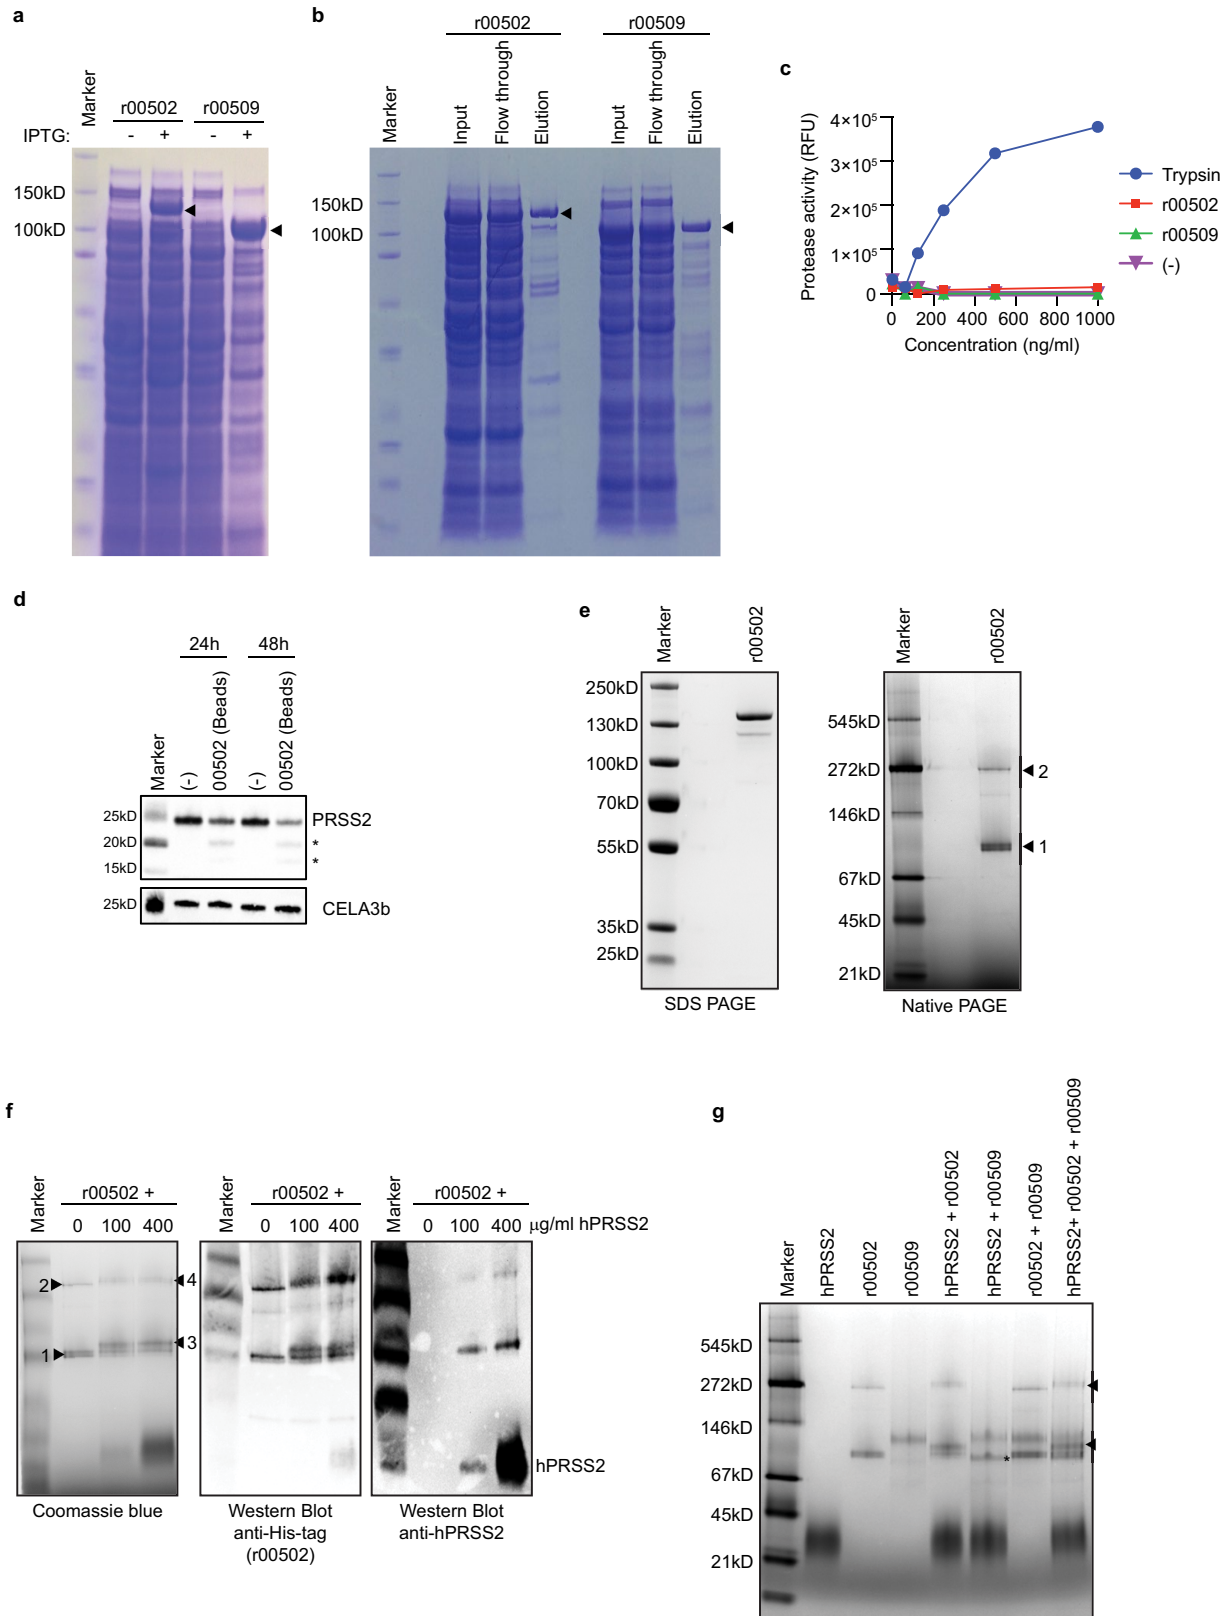 a
Marker
r00502 r00509
IPTG: - + - +
150kD
100kD
b
r00502 r00509
Marker
Input
Flow through
Elution
Input
Flow through
Elution
150kD
100kD
c
Protease activity (RFU)
4×10⁵
3×10⁵
2×10⁵
1×10⁵
0
0 200 400 600 800 1000
Concentration (ng/ml)
Trypsin
r00502
r00509
(-)
d
24h 48h
Marker
(-)
00502 (Beads)
(-)
00502 (Beads)
25kD
20kD
15kD
PRSS2
*
*
25kD
CELA3b
e
Marker
r00502
250kD
130kD
100kD
70kD
55kD
35kD
25kD
SDS PAGE
Marker
r00502
545kD
272kD
146kD
67kD
45kD
21kD
2
1
Native PAGE
f
Marker
r00502 +
0 100 400
2
1
4
3
Coomassie blue
Marker
r00502 +
0 100 400
Western Blot
anti-His-tag
(r00502)
Marker
r00502 +
0 100 400 µg/ml hPRSS2
hPRSS2
Western Blot
anti-hPRSS2
g
Marker
hPRSS2
r00502
r00509
hPRSS2 + r00502
hPRSS2 + r00509
r00502 + r00509
hPRSS2+ r00502 + r00509
545kD
272kD
146kD
67kD
45kD
21kD
*